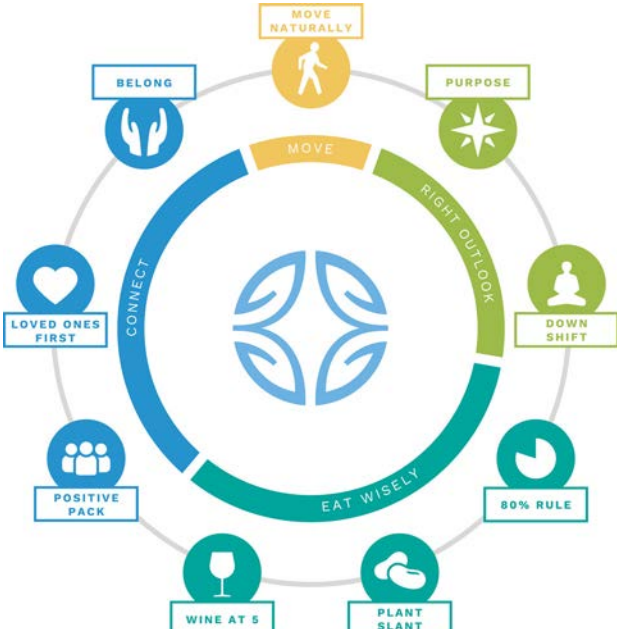 MOVE
NATURALLY
BELONG
PURPOSE
MOVE
RIGHT OUTLOOK
CONNECT
LOVED ONES
FIRST
DOWN
SHIFT
EAT WISELY
POSITIVE
PACK
80% RULE
WINE AT 5
PLANT
SLANT